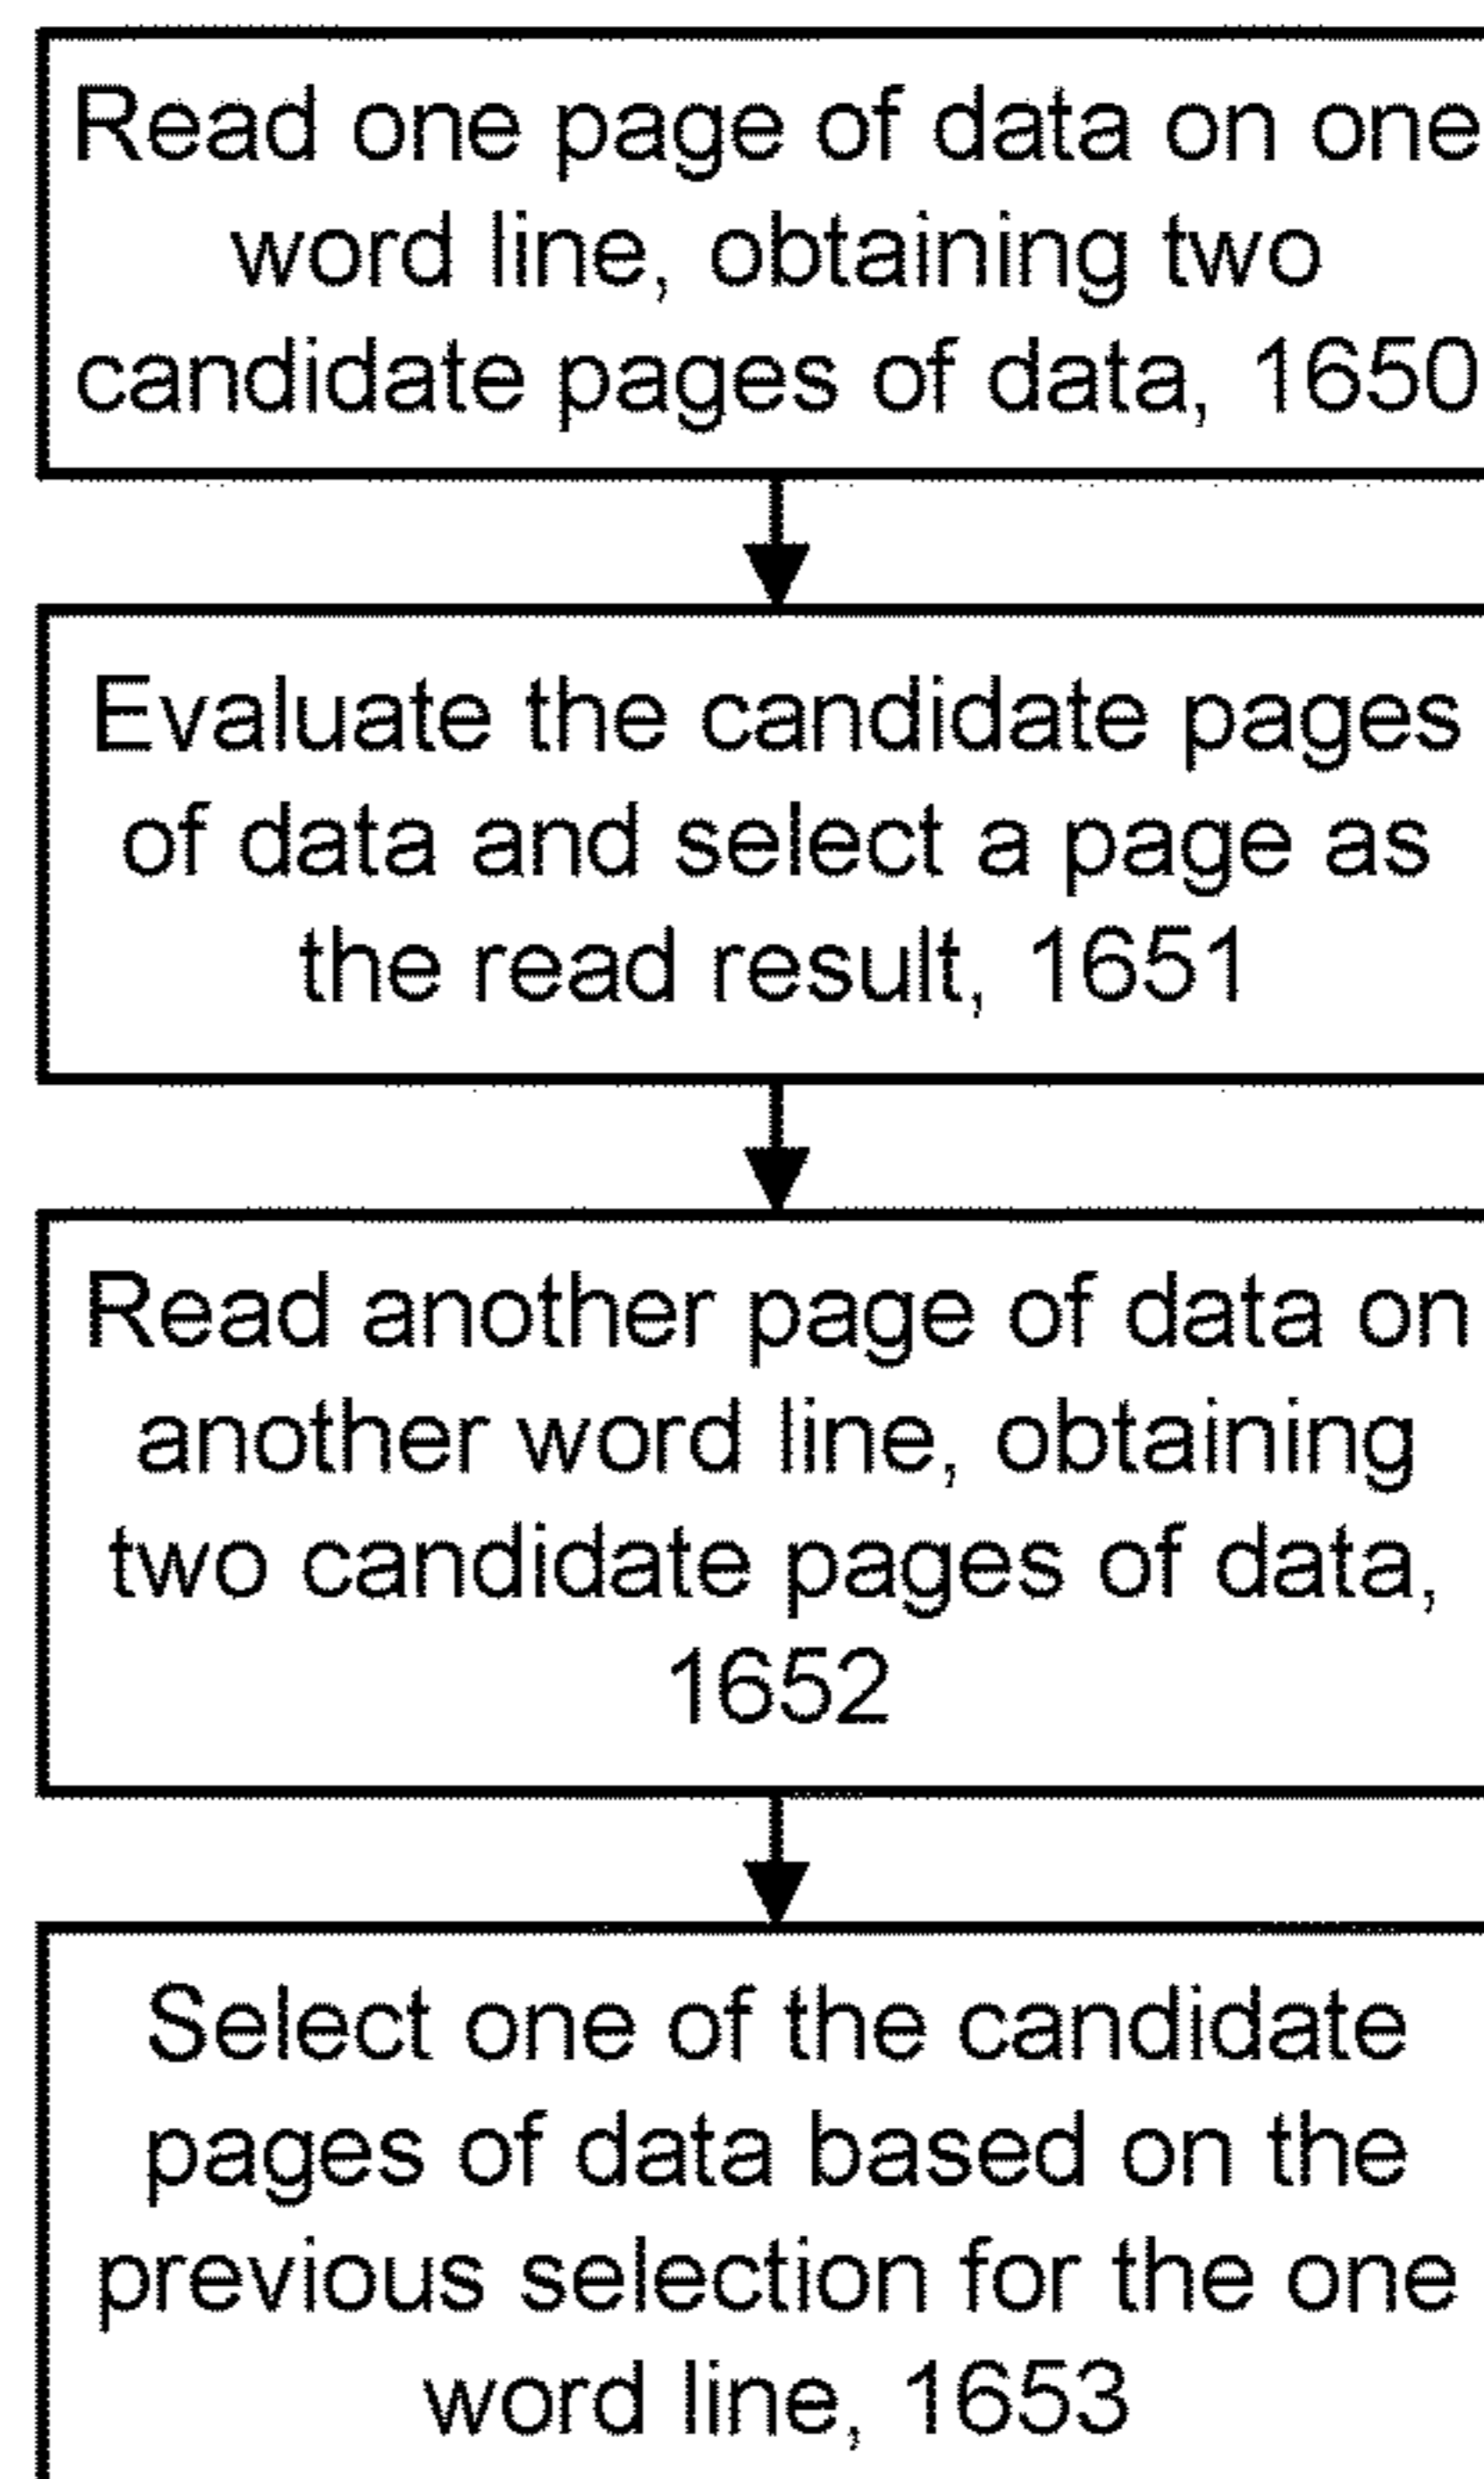 Read one page of data on one
word line, obtaining two
candidate pages of data, 1650
Evaluate the candidate pages
of data and select a page as
the read result, 1651
Read another page of data on
another word line, obtaining
two candidate pages of data,
1652
Select one of the candidate
pages of data based on the
previous selection for the one
word line, 1653